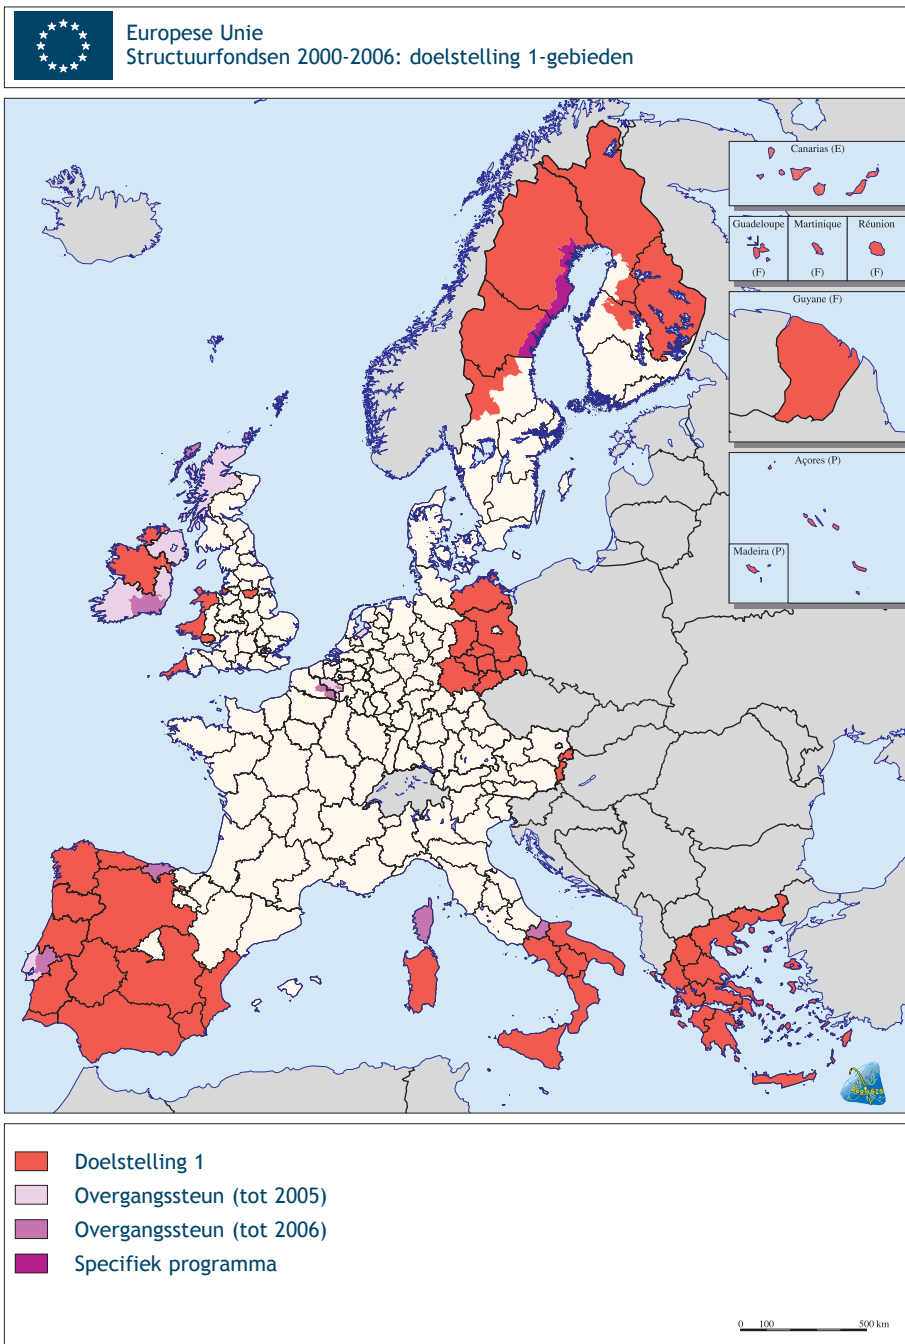 Europese Unie
Structuurfondsen 2000-2006: doelstelling 1-gebieden
Canarias (E)
Guadeloupe
Martinique
Réunion
(F)
(F)
(F)
Guyane (F)
Açores (P)
Madeira (P)
Doelstelling 1
Overgangssteun (tot 2005)
Overgangssteun (tot 2006)
Specifiek programma
0 100 500 km